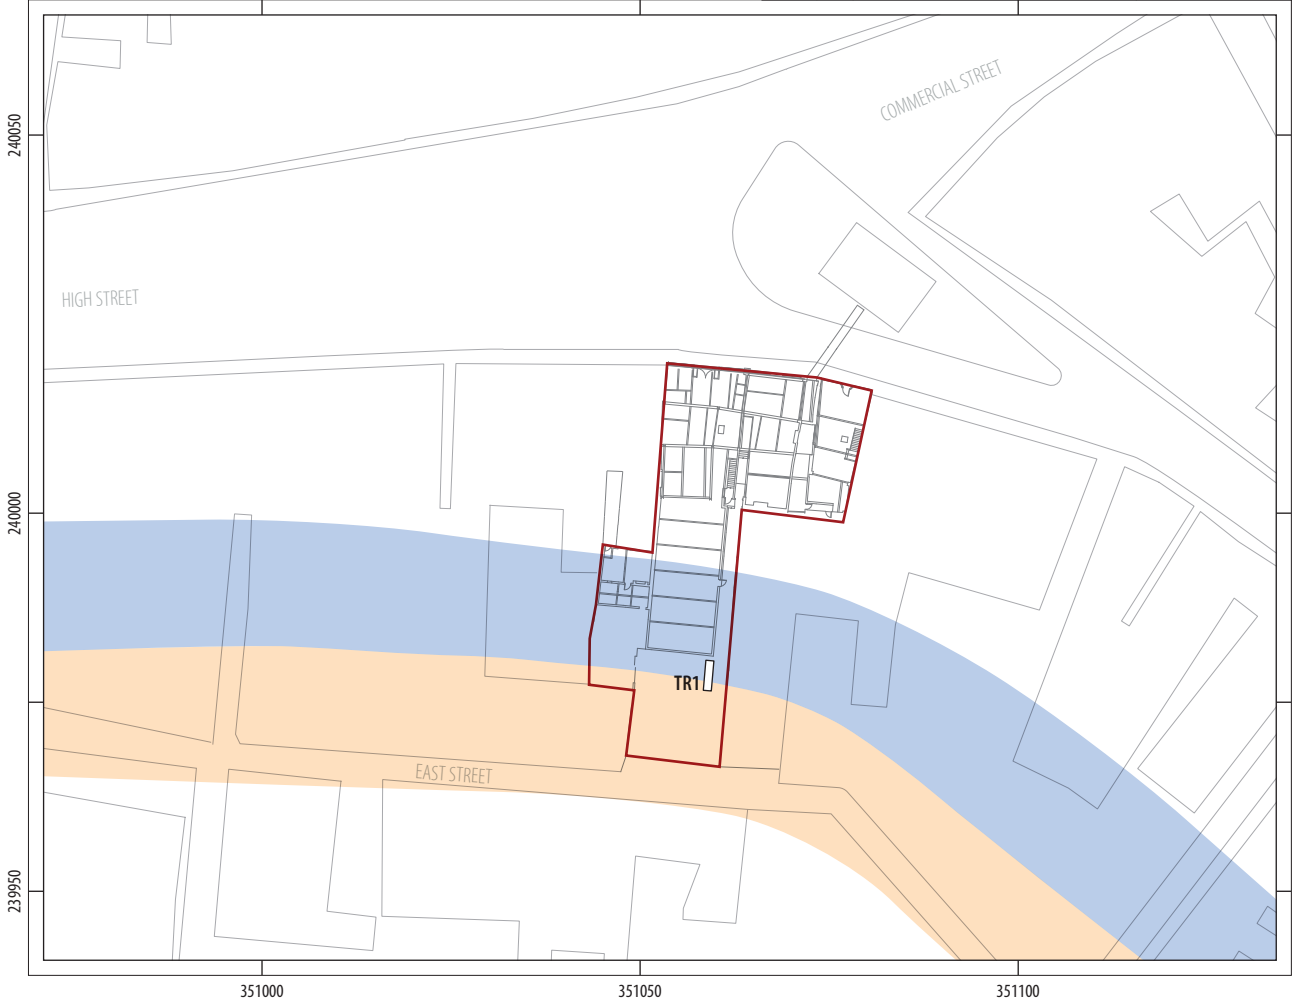 COMMERCIAL STREET
240050
HIGH STREET
240000
TR1
EAST STREET
239950
351000
351050
351100